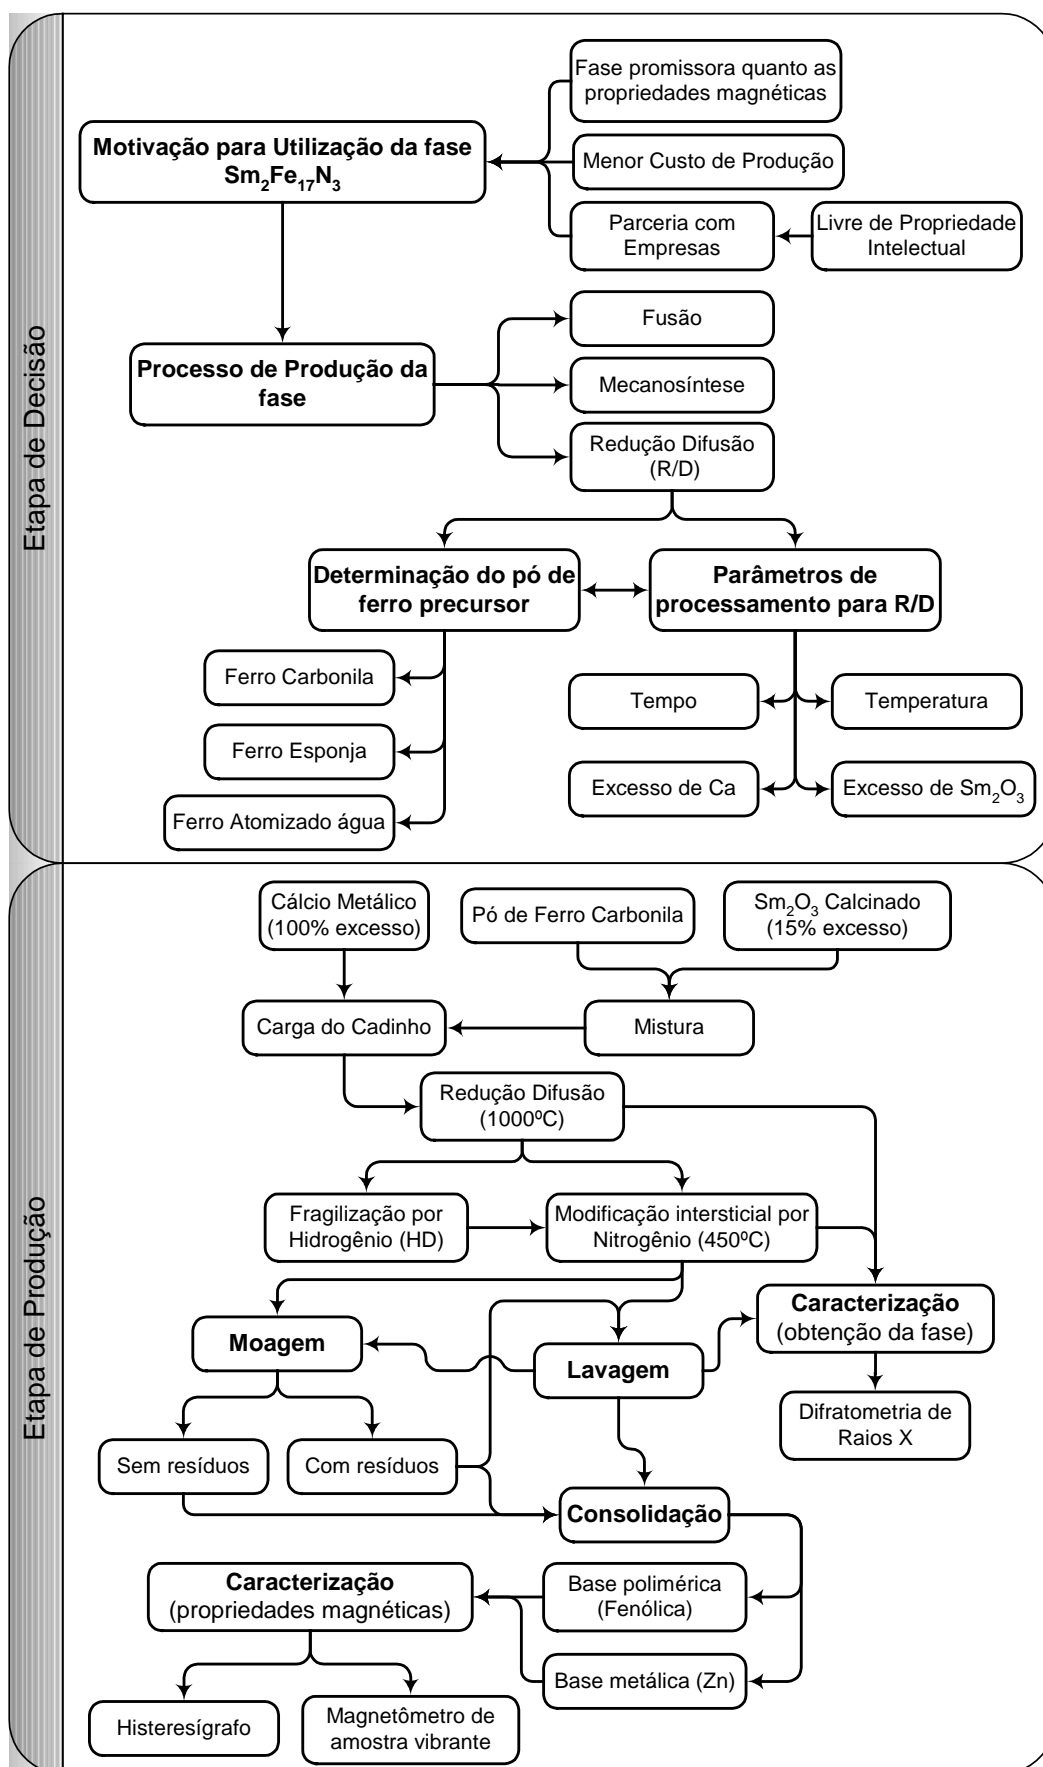 Etapa de Decisão
Fase promissora quanto as
propriedades magnéticas
Motivação para Utilização da fase
Sm₂Fe₁₇N₃
Menor Custo de Produção
Parceria com
Empresas
Livre de Propriedade
Intelectual
Fusão
Processo de Produção da
fase
Mecanosíntese
Redução Difusão
(R/D)
Determinação do pó de
ferro precursor
Parâmetros de
processamento para R/D
Ferro Carbonila
Ferro Esponja
Ferro Atomizado água
Tempo
Temperatura
Excesso de Ca
Excesso de Sm₂O₃
Etapa de Produção
Cálcio Metálico
(100% excesso)
Pó de Ferro Carbonila
Sm₂O₃ Calcinado
(15% excesso)
Carga do Cadinho
Mistura
Redução Difusão
(1000ºC)
Fragilização por
Hidrogênio (HD)
Modificação intersticial por
Nitrogênio (450ºC)
Moagem
Lavagem
Caracterização
(obtenção da fase)
Difratometria de
Raios X
Sem resíduos
Com resíduos
Consolidação
Caracterização
(propriedades magnéticas)
Base polimérica
(Fenólica)
Base metálica (Zn)
Histeresígrafo
Magnetômetro de
amostra vibrante